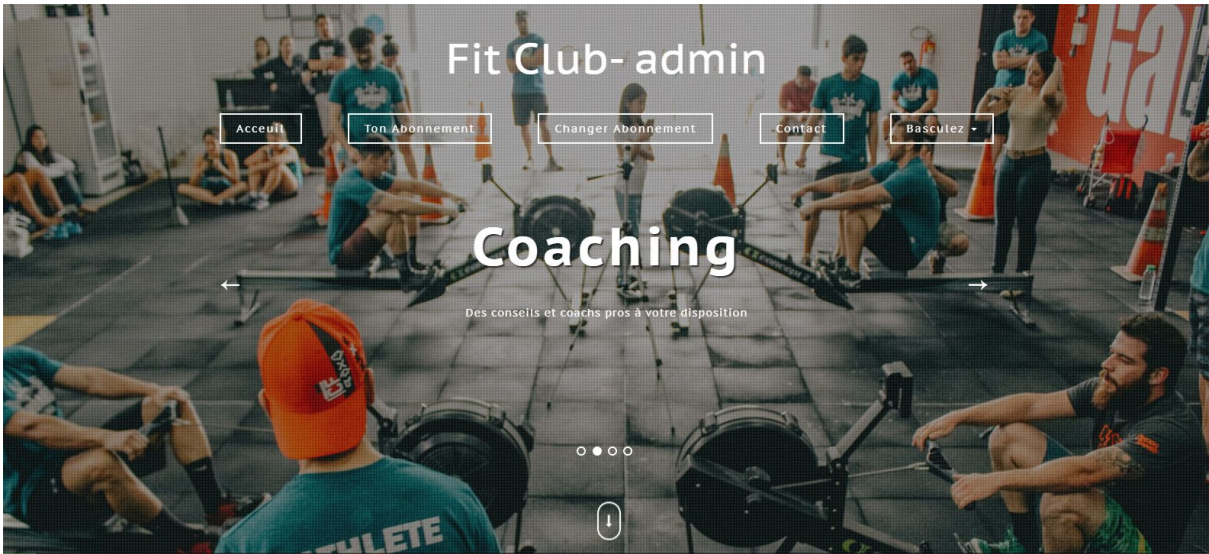 Fit Club- admin
Acceuil
Ton Abonnement
Changer Abonnement
Contact
Basculez
Coaching
Des conseils et coachs pros à votre disposition